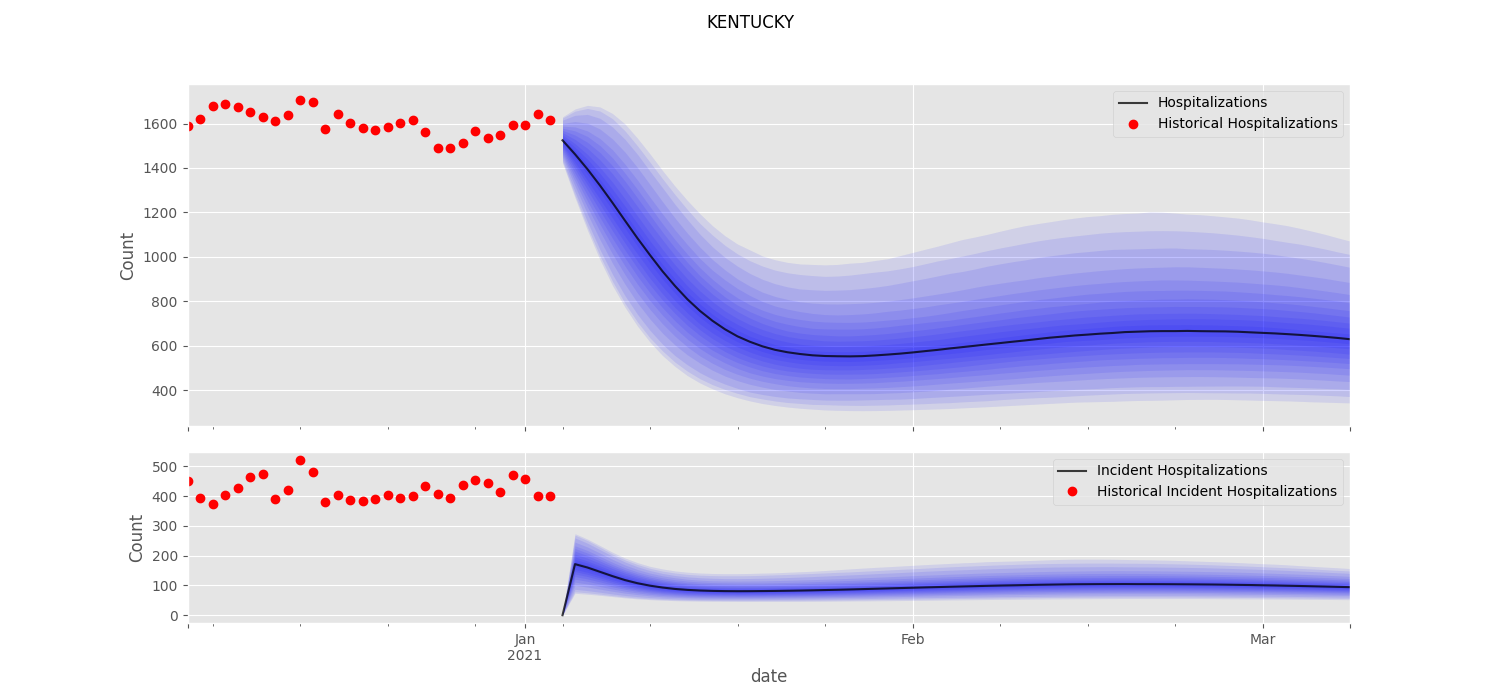 KENTUCKY
Hospitalizations
Historical Hospitalizations
1600
1400
1200
1000
800
600
400
Count
Incident Hospitalizations
Historical Incident Hospitalizations
500
400
300
200
100
0
Count
Jan
2021
Feb
Mar
date